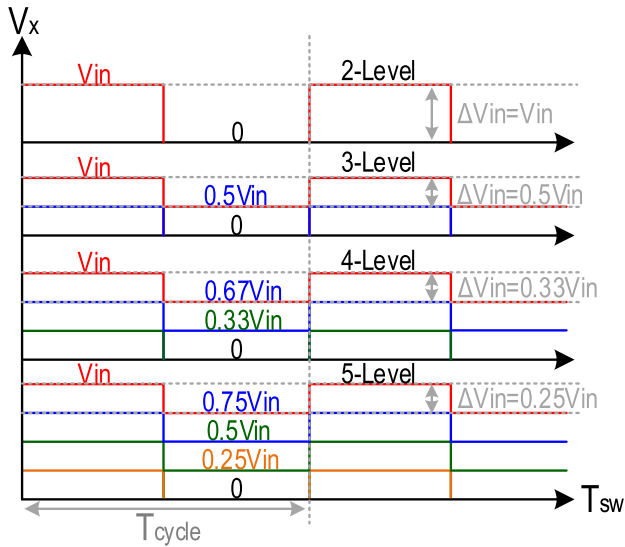 Vx
Vin 2-Level
ΔVin=Vin
0
Vin 3-Level
0.5Vin ΔVin=0.5Vin
0
Vin 4-Level
0.67Vin ΔVin=0.33Vin
0.33Vin
0
Vin 5-Level
0.75Vin ΔVin=0.25Vin
0.5Vin
0.25Vin
0 Tsw
Tcycle